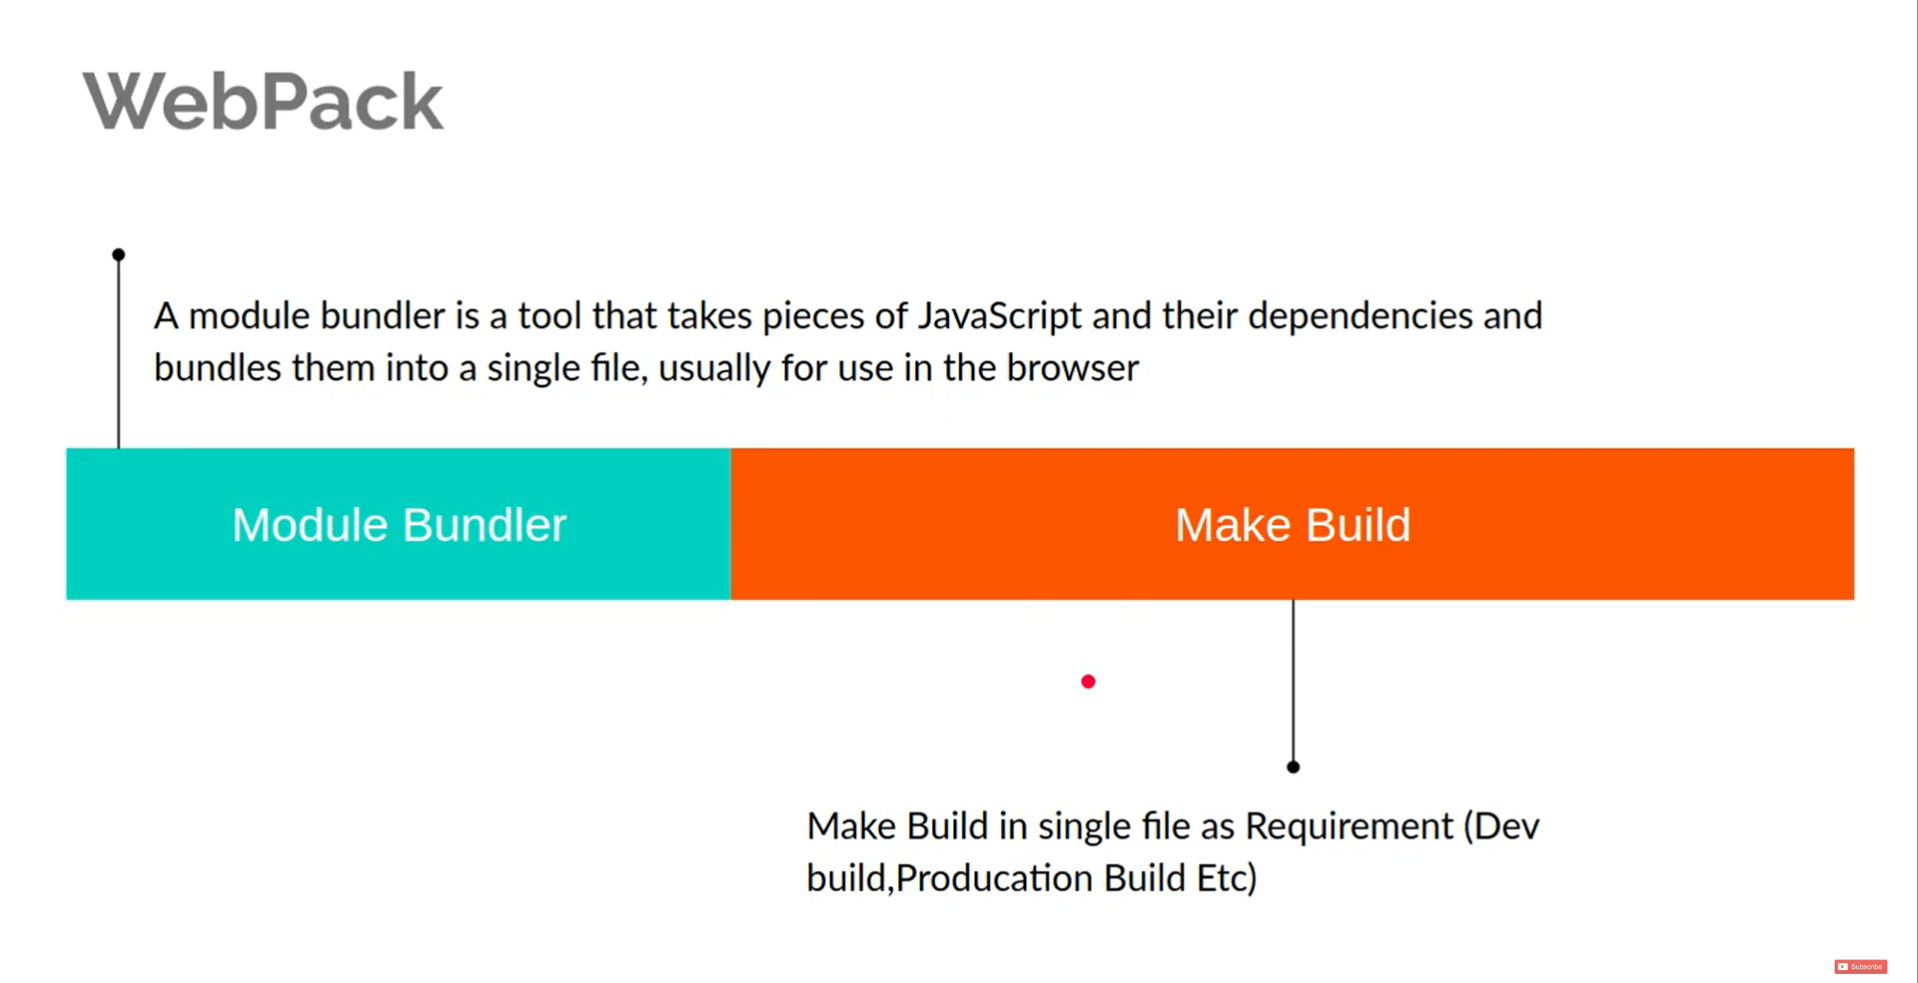 WebPack
A module bundler is a tool that takes pieces of JavaScript and their dependencies and
bundles them into a single file, usually for use in the browser
Module Bundler
Make Build
Make Build in single file as Requirement (Dev
build,Producation Build Etc)
Subscribe